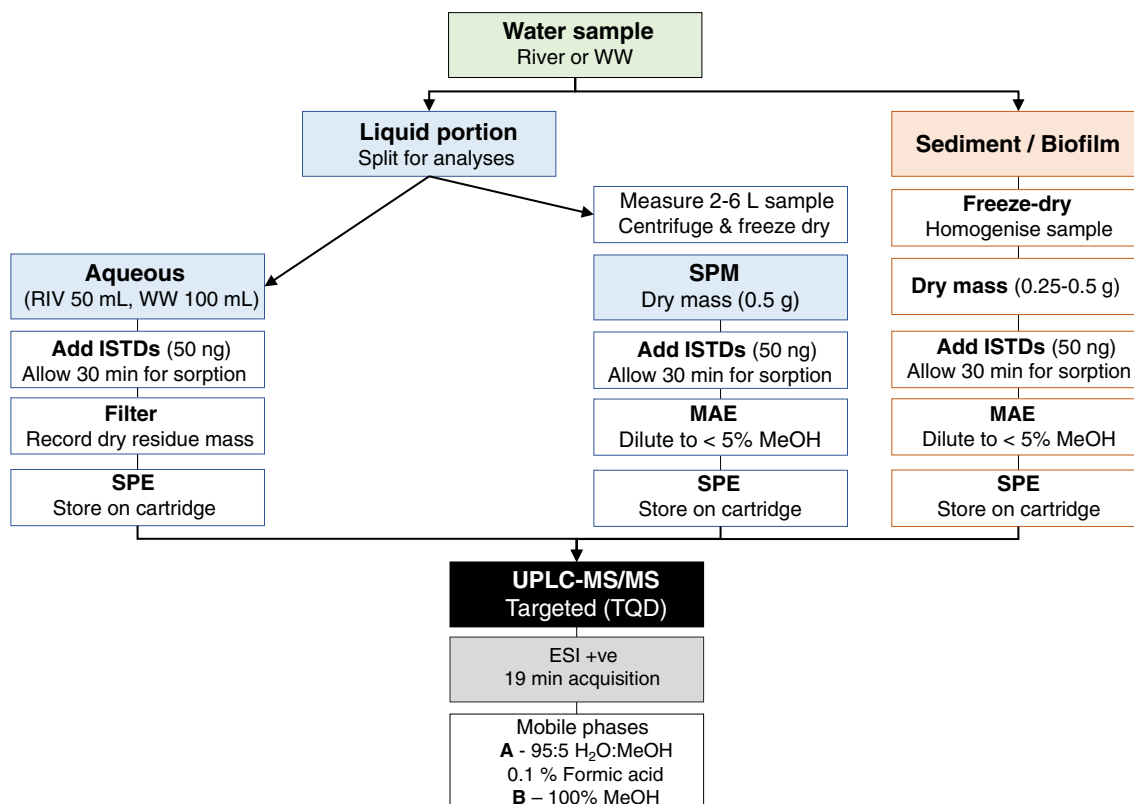 Water sample
River or WW
Liquid portion
Split for analyses
Sediment / Biofilm
Measure 2-6 L sample
Centrifuge & freeze dry
Freeze-dry
Homogenise sample
Aqueous
(RIV 50 mL, WW 100 mL)
SPM
Dry mass (0.5 g)
Dry mass (0.25-0.5 g)
Add ISTDs (50 ng)
Allow 30 min for sorption
Add ISTDs (50 ng)
Allow 30 min for sorption
Add ISTDs (50 ng)
Allow 30 min for sorption
Filter
Record dry residue mass
MAE
Dilute to < 5% MeOH
MAE
Dilute to < 5% MeOH
SPE
Store on cartridge
SPE
Store on cartridge
SPE
Store on cartridge
UPLC-MS/MS
Targeted (TQD)
ESI +ve
19 min acquisition
Mobile phases
A - 95:5 H₂O:MeOH
0.1 % Formic acid
B – 100% MeOH